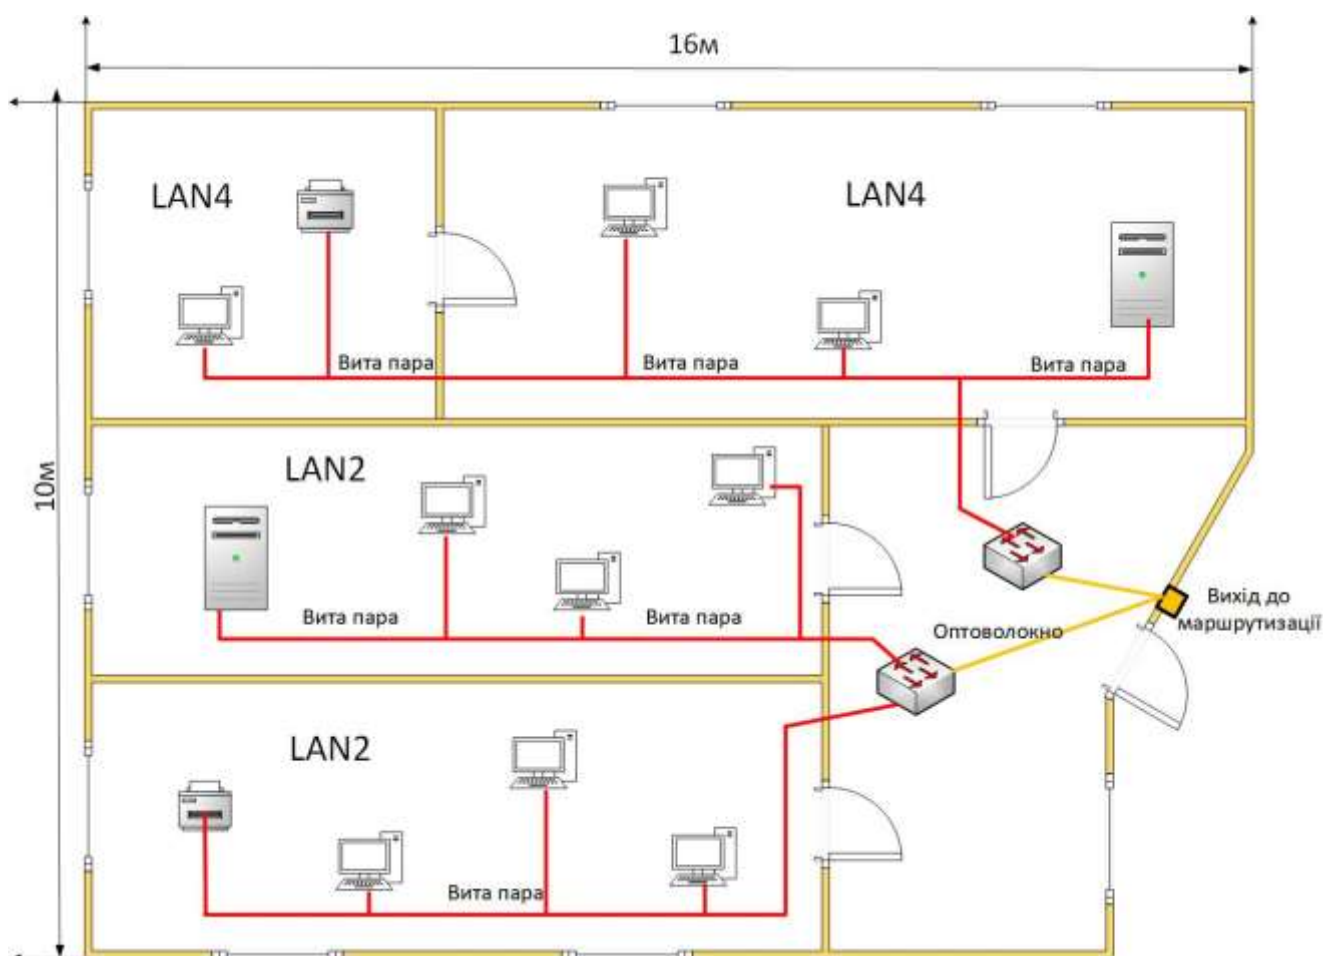 16м
LAN4
LAN4
Вита пара
Вита пара
Вита пара
10м
LAN2
Вита пара
Вита пара
Вихід до
маршрутизації
Оптоволокно
LAN2
Вита пара